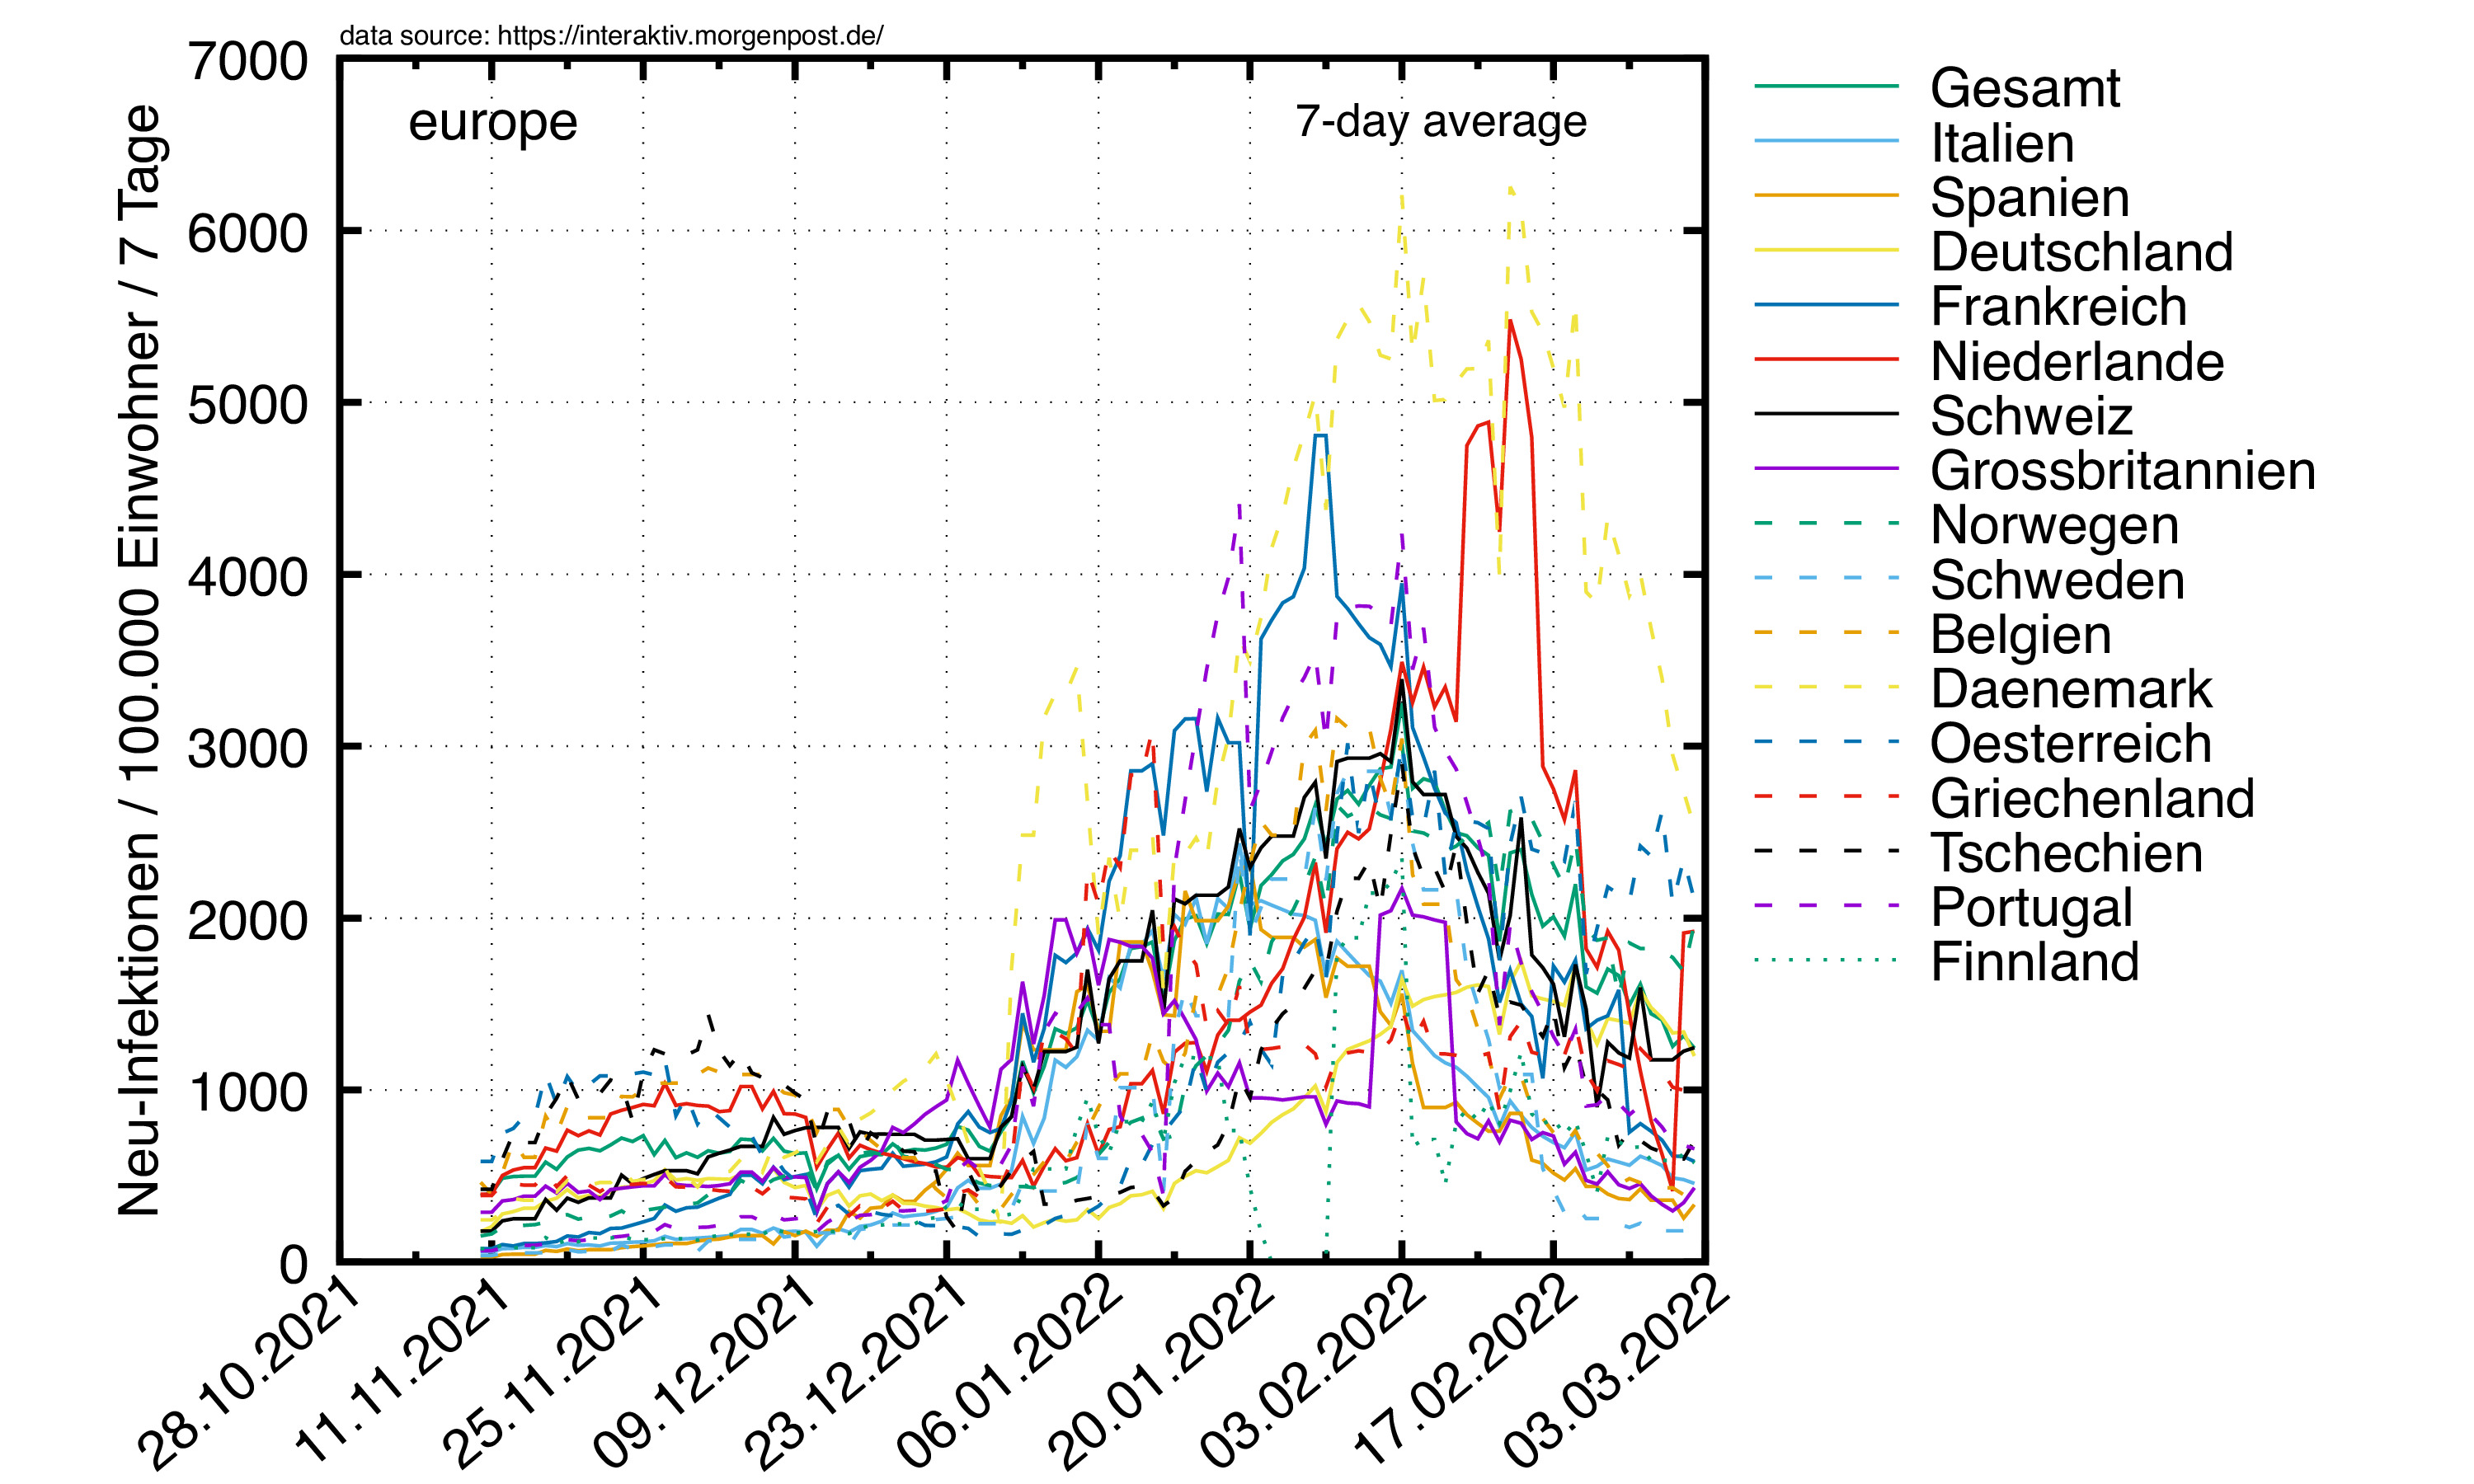 data source: https://interaktiv.morgenpost.de/
europe
7-day average
Neu-Infektionen / 100.000 Einwohner / 7 Tage
7000
6000
5000
4000
3000
2000
1000
0
28.10.2021
11.11.2021
25.11.2021
09.12.2021
23.12.2021
06.01.2022
20.01.2022
03.02.2022
17.02.2022
03.03.2022
Gesamt
Italien
Spanien
Deutschland
Frankreich
Niederlande
Schweiz
Grossbritannien
Norwegen
Schweden
Belgien
Daenemark
Oesterreich
Griechenland
Tschechien
Portugal
Finnland